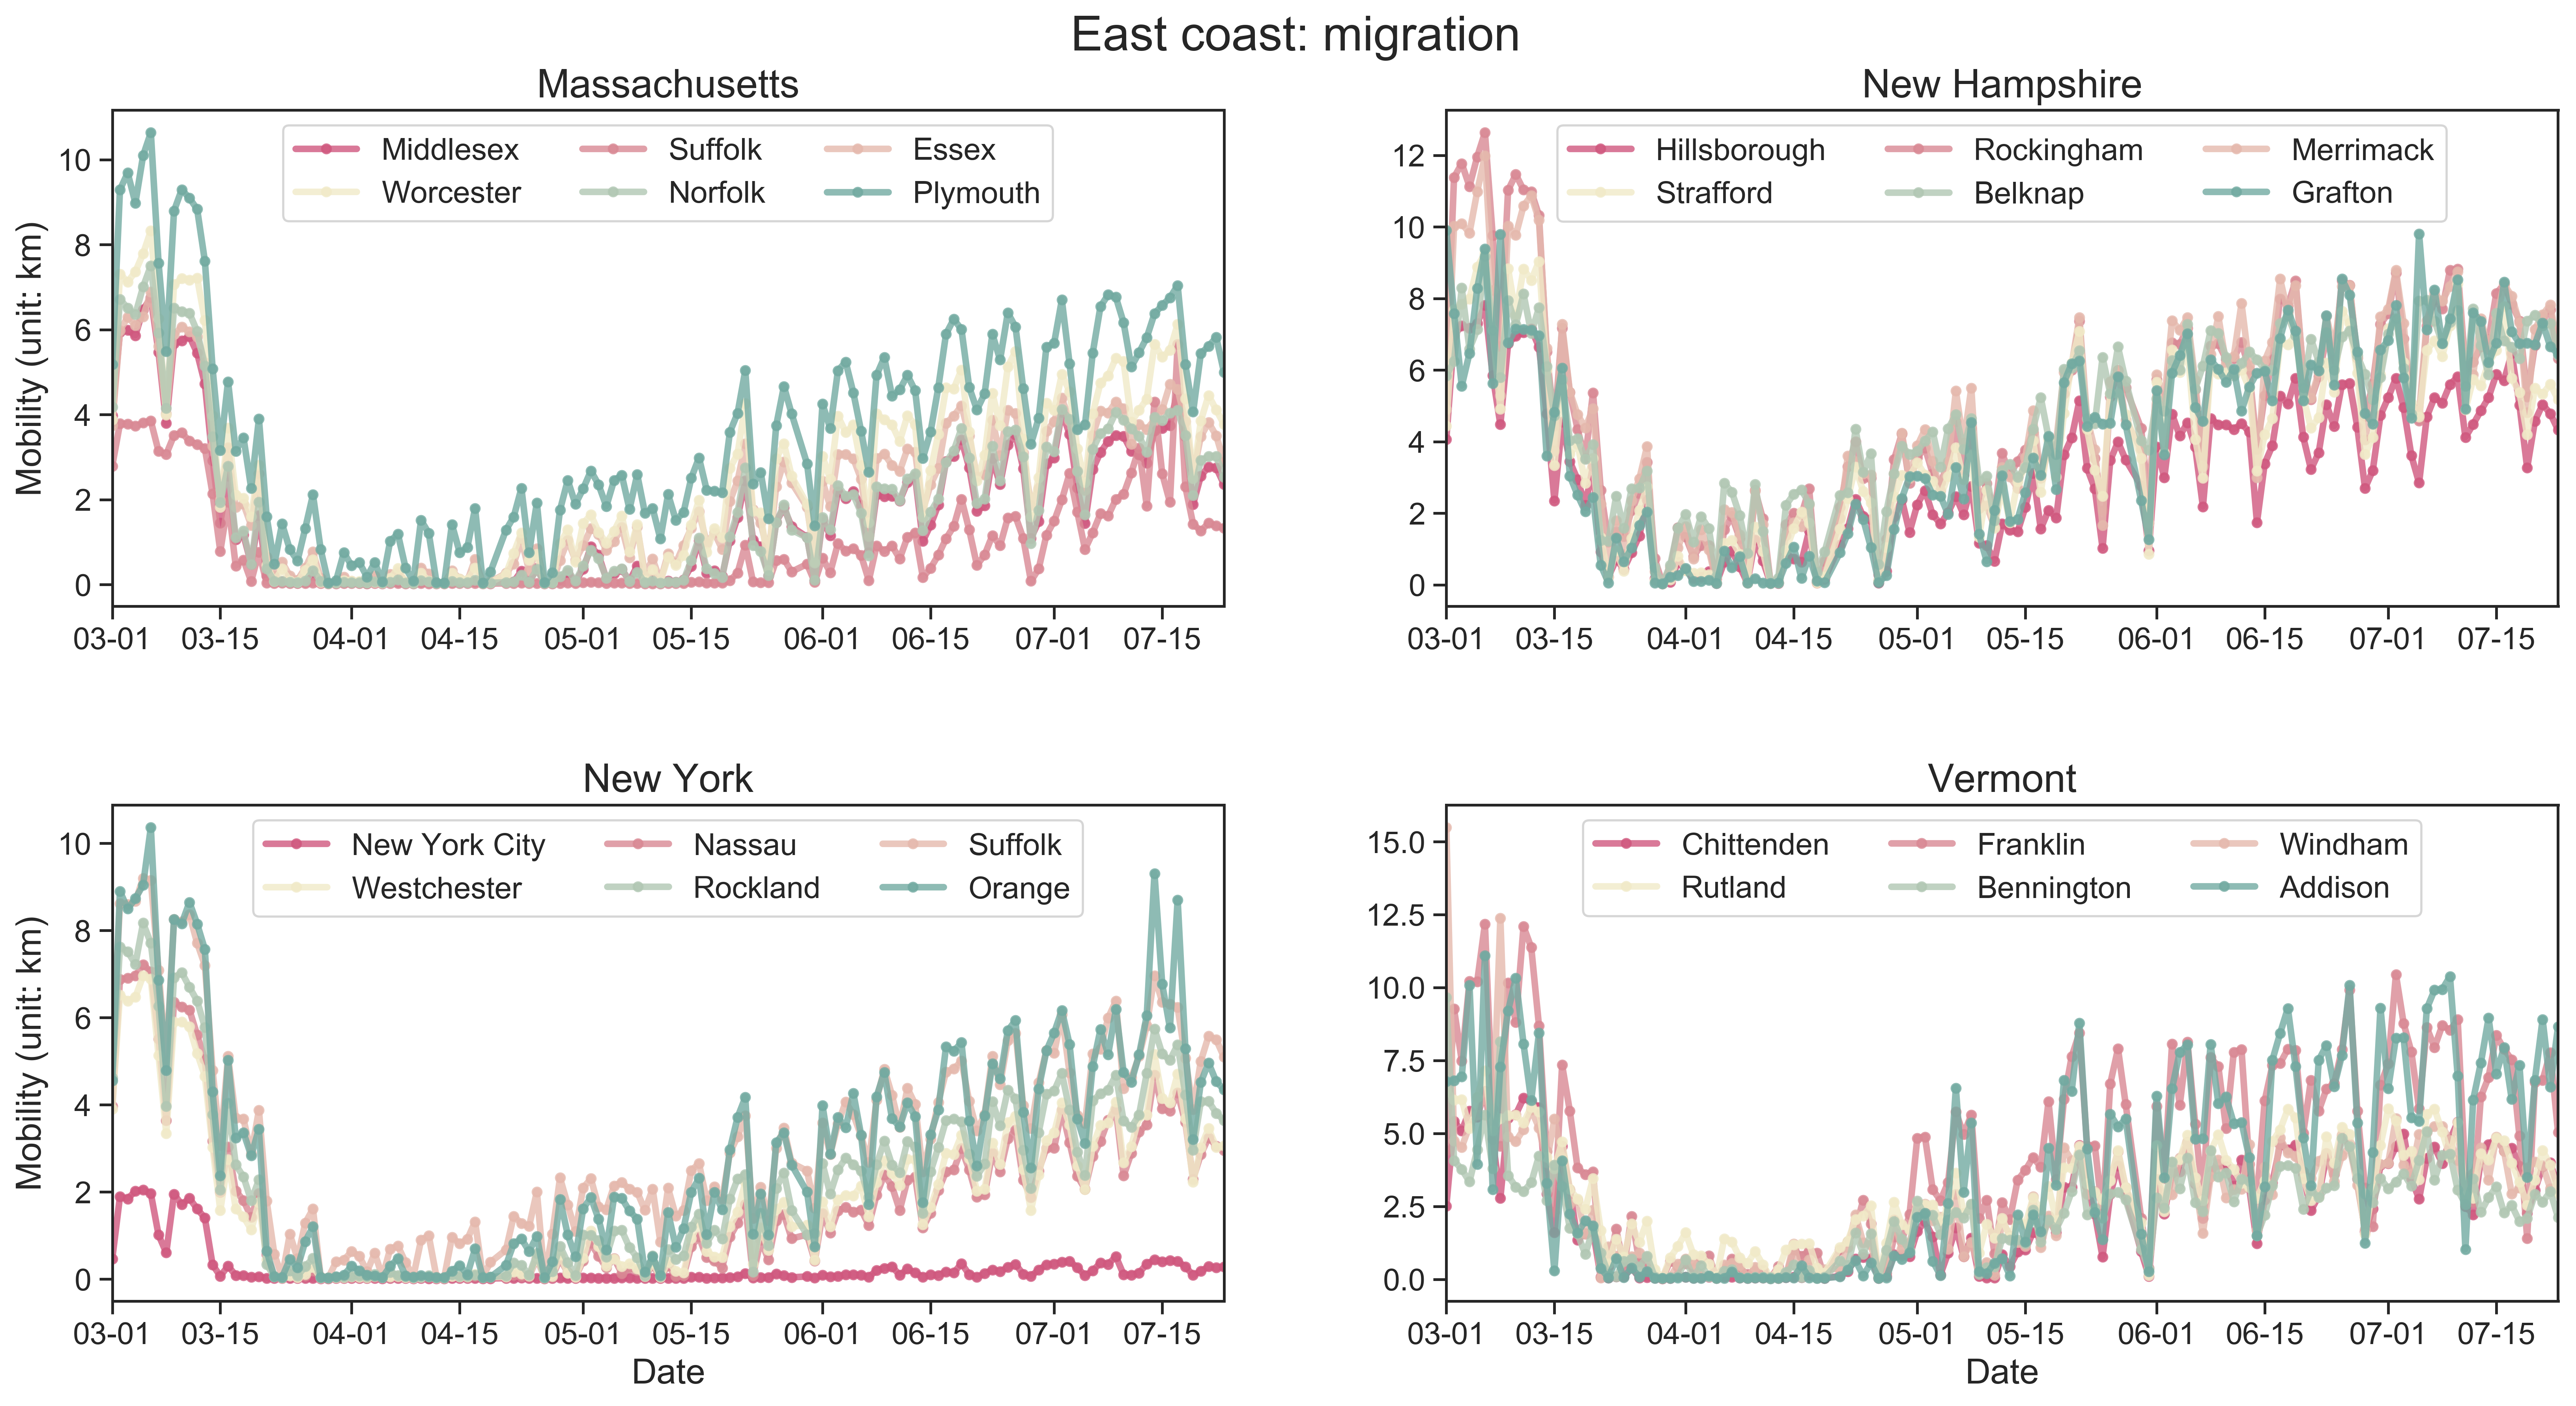 East coast: migration
Massachusetts
Mobility (unit: km)
10
8
6
4
2
0
Middlesex Suffolk Essex
Worcester Norfolk Plymouth
03-01 03-15 04-01 04-15 05-01 05-15 06-01 06-15 07-01 07-15
New Hampshire
12
10
8
6
4
2
0
Hillsborough Rockingham Merrimack
Strafford Belknap Grafton
03-01 03-15 04-01 04-15 05-01 05-15 06-01 06-15 07-01 07-15
New York
Mobility (unit: km)
10
8
6
4
2
0
New York City Nassau Suffolk
Westchester Rockland Orange
03-01 03-15 04-01 04-15 05-01 05-15 06-01 06-15 07-01 07-15
Date
Vermont
15.0
12.5
10.0
7.5
5.0
2.5
0.0
Chittenden Franklin Windham
Rutland Bennington Addison
03-01 03-15 04-01 04-15 05-01 05-15 06-01 06-15 07-01 07-15
Date